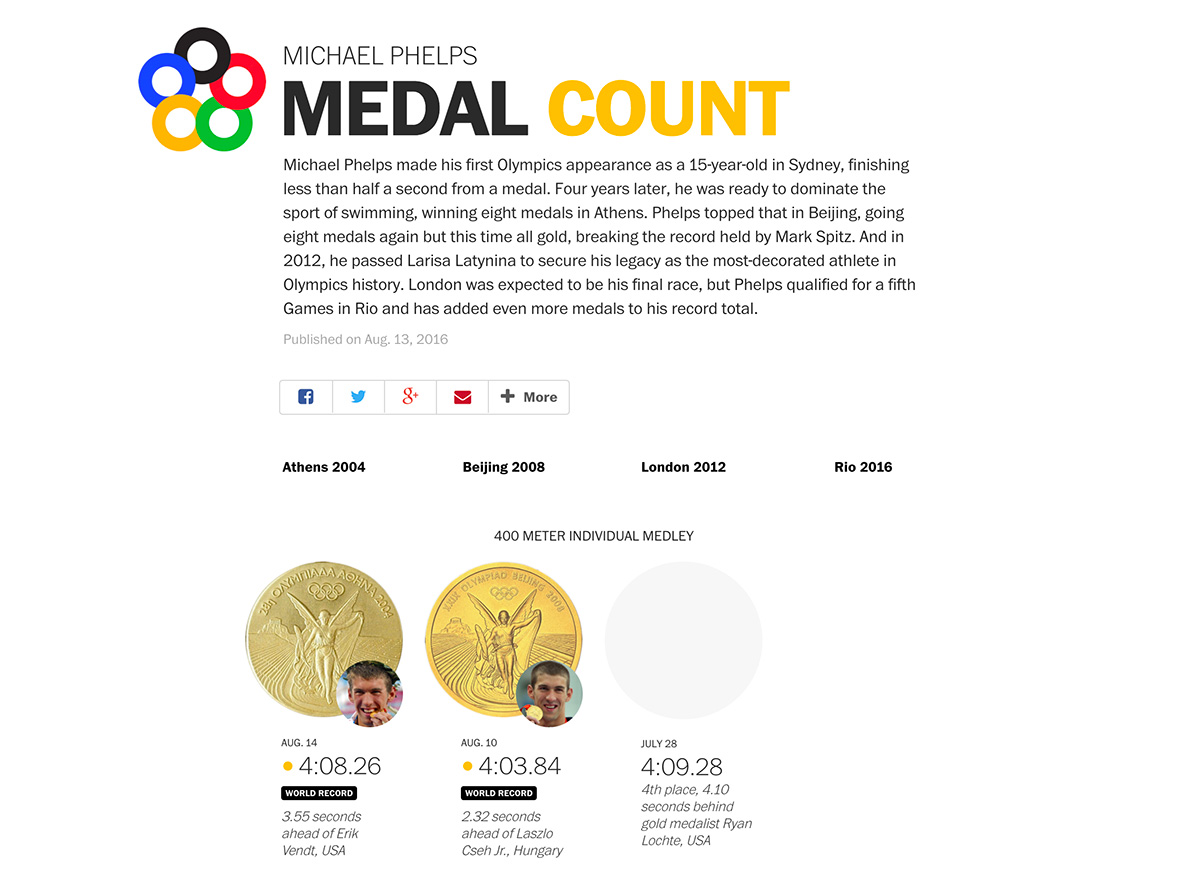 MICHAEL PHELPS
MEDAL COUNT
Michael Phelps made his first Olympics appearance as a 15-year-old in Sydney, finishing
less than half a second from a medal. Four years later, he was ready to dominate the
sport of swimming, winning eight medals in Athens. Phelps topped that in Beijing, going
eight medals again but this time all gold, breaking the record held by Mark Spitz. And in
2012, he passed Larisa Latynina to secure his legacy as the most-decorated athlete in
Olympics history. London was expected to be his final race, but Phelps qualified for a fifth
Games in Rio and has added even more medals to his record total.
Published on Aug. 13, 2016
More
Athens 2004 Beijing 2008 London 2012 Rio 2016
400 METER INDIVIDUAL MEDLEY
28η ΟΛΥΜΠΙΑΔΑ ΑΘΗΝΑ 2004
XXIX OLYMPIAD BEIJING 2008
AUG. 14
4:08.26
WORLD RECORD
3.55 seconds
ahead of Erik
Vendt, USA
AUG. 10
4:03.84
WORLD RECORD
2.32 seconds
ahead of Laszlo
Cseh Jr., Hungary
JULY 28
4:09.28
4th place, 4.10
seconds behind
gold medalist Ryan
Lochte, USA